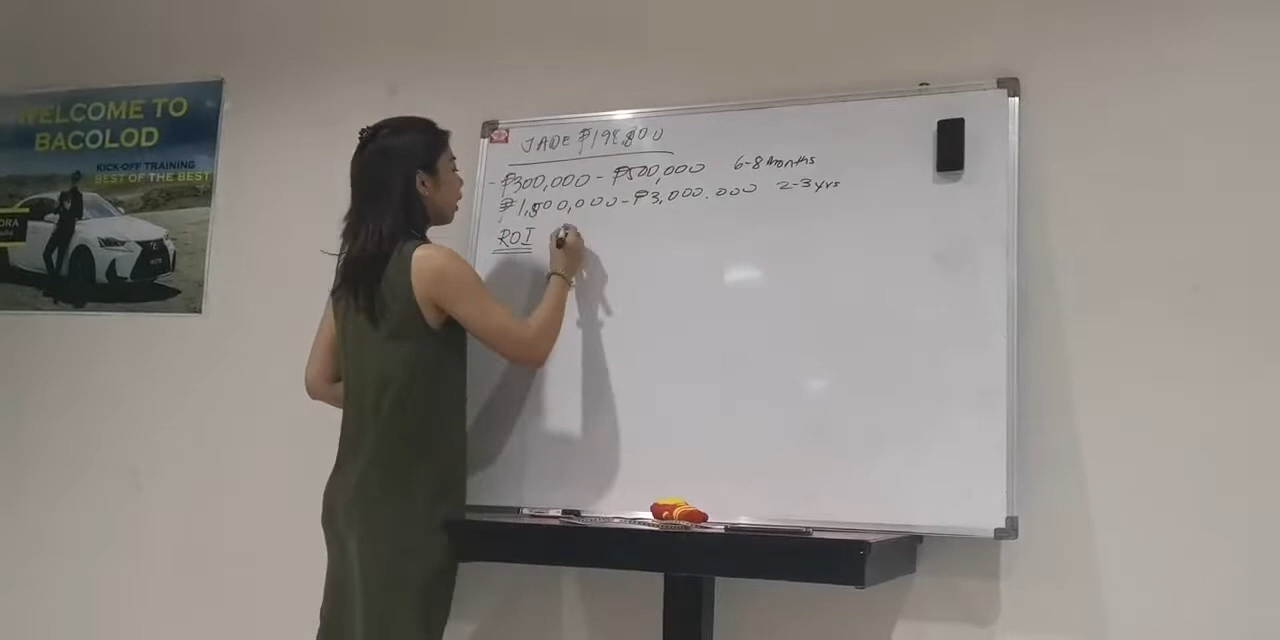 WELCOME TO
BACOLOD
KICK-OFF TRAINING
BEST OF THE BEST
JADE ₱198,800
- ₱300,000 - ₱500,000 6-8 months
₱1,800,000 - ₱3,000.000 2-3 yrs
ROI